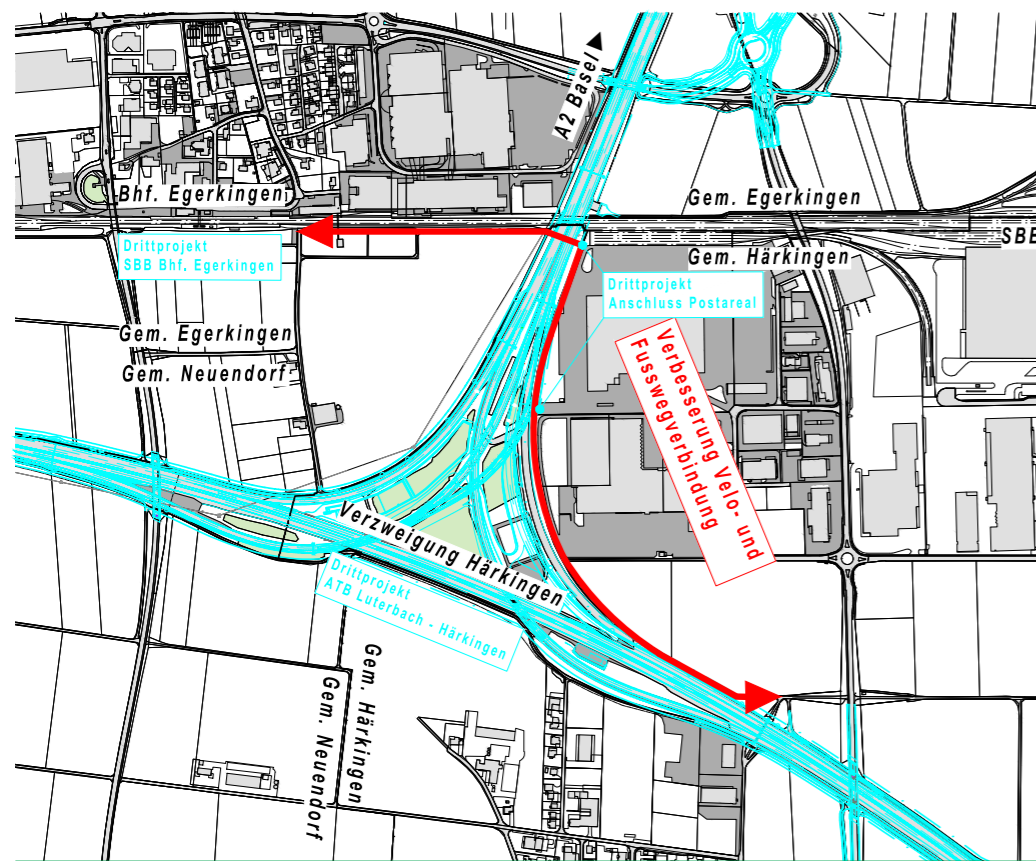 A2 Basel
Bhf. Egerkingen
Gem. Egerkingen
SBB
Drittprojekt
SBB Bhf, Egerkingen
Gem. Härkingen
Drittprojekt
Anschluss Postareal
Gem. Egerkingen
Gem. Neuendorf
Verbesserung Velo- und
Fusswegverbindung
Verzweigung Härkingen
Drittprojekt
ATB Luterbach - Härkingen
Gem. Härkingen
Gem. Neuendorf